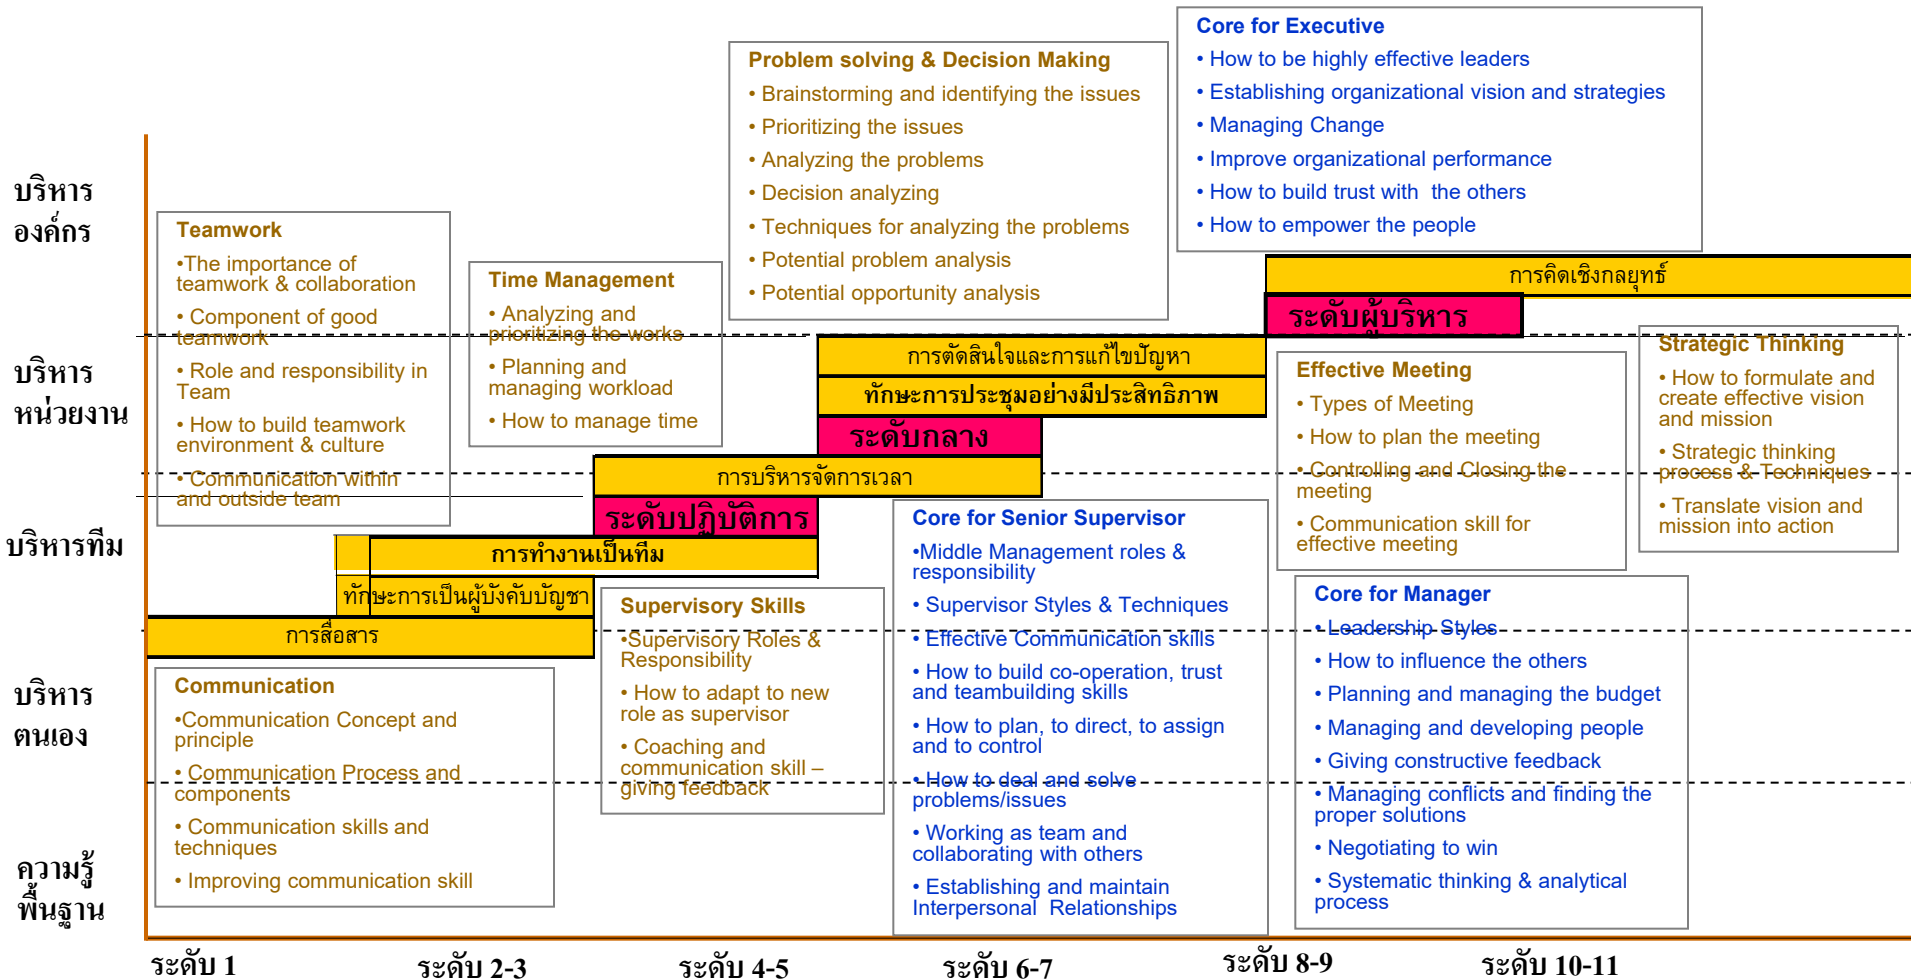 Core for Executive
• How to be highly effective leaders
• Establishing organizational vision and strategies
• Managing Change
• Improve organizational performance
• How to build trust with  the others
• How to empower the people
Problem solving & Decision Making
• Brainstorming and identifying the issues
• Prioritizing the issues
• Analyzing the problems
• Decision analyzing
• Techniques for analyzing the problems
• Potential problem analysis
• Potential opportunity analysis
บริหาร
องค์กร
Teamwork
•The importance of
teamwork & collaboration
• Component of good
teamwork
• Role and responsibility in
Team
• How to build teamwork
environment & culture
• Communication within
and outside team
Time Management
• Analyzing and
prioritizing the works
• Planning and
managing workload
• How to manage time
การคิดเชิงกลยุทธ์
ระดับผู้บริหาร
บริหาร
หน่วยงาน
การตัดสินใจและการแก้ไขปัญหา
ทักษะการประชุมอย่างมีประสิทธิภาพ
ระดับกลาง
การบริหารจัดการเวลา
ระดับปฏิบัติการ
Effective Meeting
• Types of Meeting
• How to plan the meeting
• Controlling and Closing the
meeting
• Communication skill for
effective meeting
Strategic Thinking
• How to formulate and
create effective vision
and mission
• Strategic thinking
process & Techniques
• Translate vision and
mission into action
บริหารทีม
การทำงานเป็นทีม
ทักษะการเป็นผู้บังคับบัญชา
การสื่อสาร
Supervisory Skills
•Supervisory Roles &
Responsibility
• How to adapt to new
role as supervisor
• Coaching and
communication skill –
giving feedback
Core for Senior Supervisor
•Middle Management roles &
responsibility
• Supervisor Styles & Techniques
• Effective Communication skills
• How to build co-operation, trust
and teambuilding skills
• How to plan, to direct, to assign
and to control
• How to deal and solve
problems/issues
• Working as team and
collaborating with others
• Establishing and maintain
Interpersonal  Relationships
Core for Manager
• Leadership Styles
• How to influence the others
• Planning and managing the budget
• Managing and developing people
• Giving constructive feedback
• Managing conflicts and finding the
proper solutions
• Negotiating to win
• Systematic thinking & analytical
process
บริหาร
ตนเอง
Communication
•Communication Concept and
principle
• Communication Process and
components
• Communication skills and
techniques
• Improving communication skill
ความรู้
พื้นฐาน
ระดับ 1
ระดับ 2-3
ระดับ 4-5
ระดับ 6-7
ระดับ 8-9
ระดับ 10-11